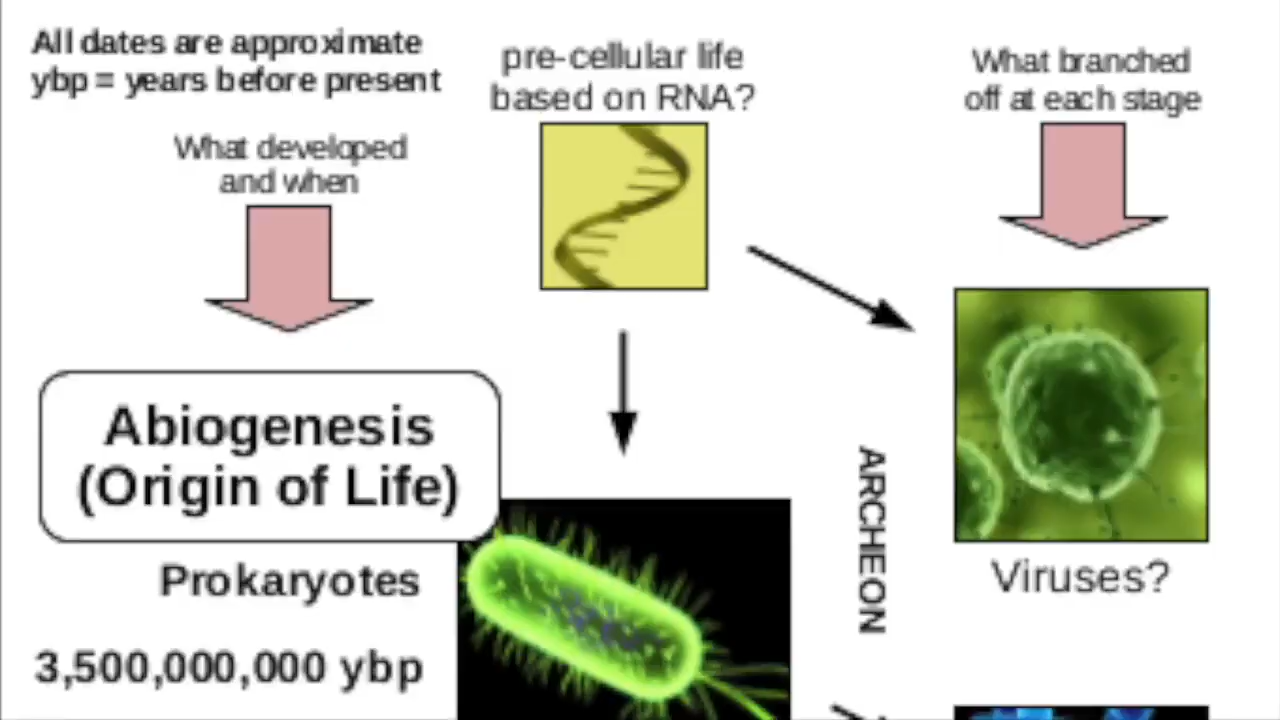 All dates are approximate
ybp = years before present
pre-cellular life
based on RNA?
What branched
off at each stage
What developed
and when
Abiogenesis
(Origin of Life)
ARCHEON
Viruses?
Prokaryotes
3,500,000,000 ybp